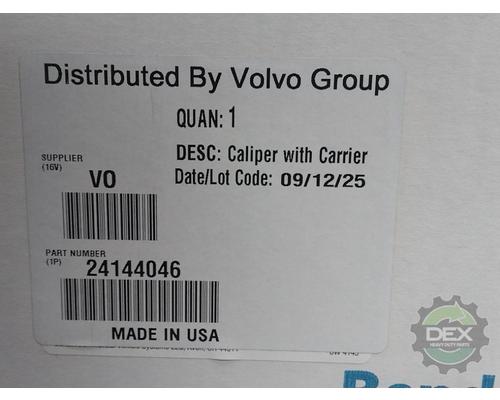 Distributed By Volvo Group
QUAN: 1
DESC: Caliper with Carrier
Date/Lot Code: 09/12/25
SUPPLIER
(16V)
VO
PART NUMBER
(1P)
24144046
MADE IN USA
DEX
HEAVY DUTY PARTS